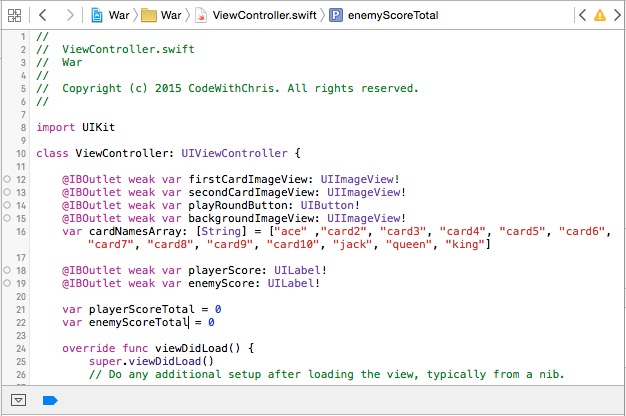 War War ViewController.swift P enemyScoreTotal
1 //
2 // ViewController.swift
3 // War
4 //
5 // Copyright (c) 2015 CodeWithChris. All rights reserved.
6 //
7
8 import UIKit
9
10 class ViewController: UIViewController {
11
12 @IBOutlet weak var firstCardImageView: UIImageView!
13 @IBOutlet weak var secondCardImageView: UIImageView!
14 @IBOutlet weak var playRoundButton: UIButton!
15 @IBOutlet weak var backgroundImageView: UIImageView!
16 var cardNamesArray: [String] = ["ace" ,"card2", "card3", "card4", "card5", "card6",
"card7", "card8", "card9", "card10", "jack", "queen", "king"]
17
18 @IBOutlet weak var playerScore: UILabel!
19 @IBOutlet weak var enemyScore: UILabel!
20
21 var playerScoreTotal = 0
22 var enemyScoreTotal = 0
23
24 override func viewDidLoad() {
25 super.viewDidLoad()
26 // Do any additional setup after loading the view, typically from a nib.